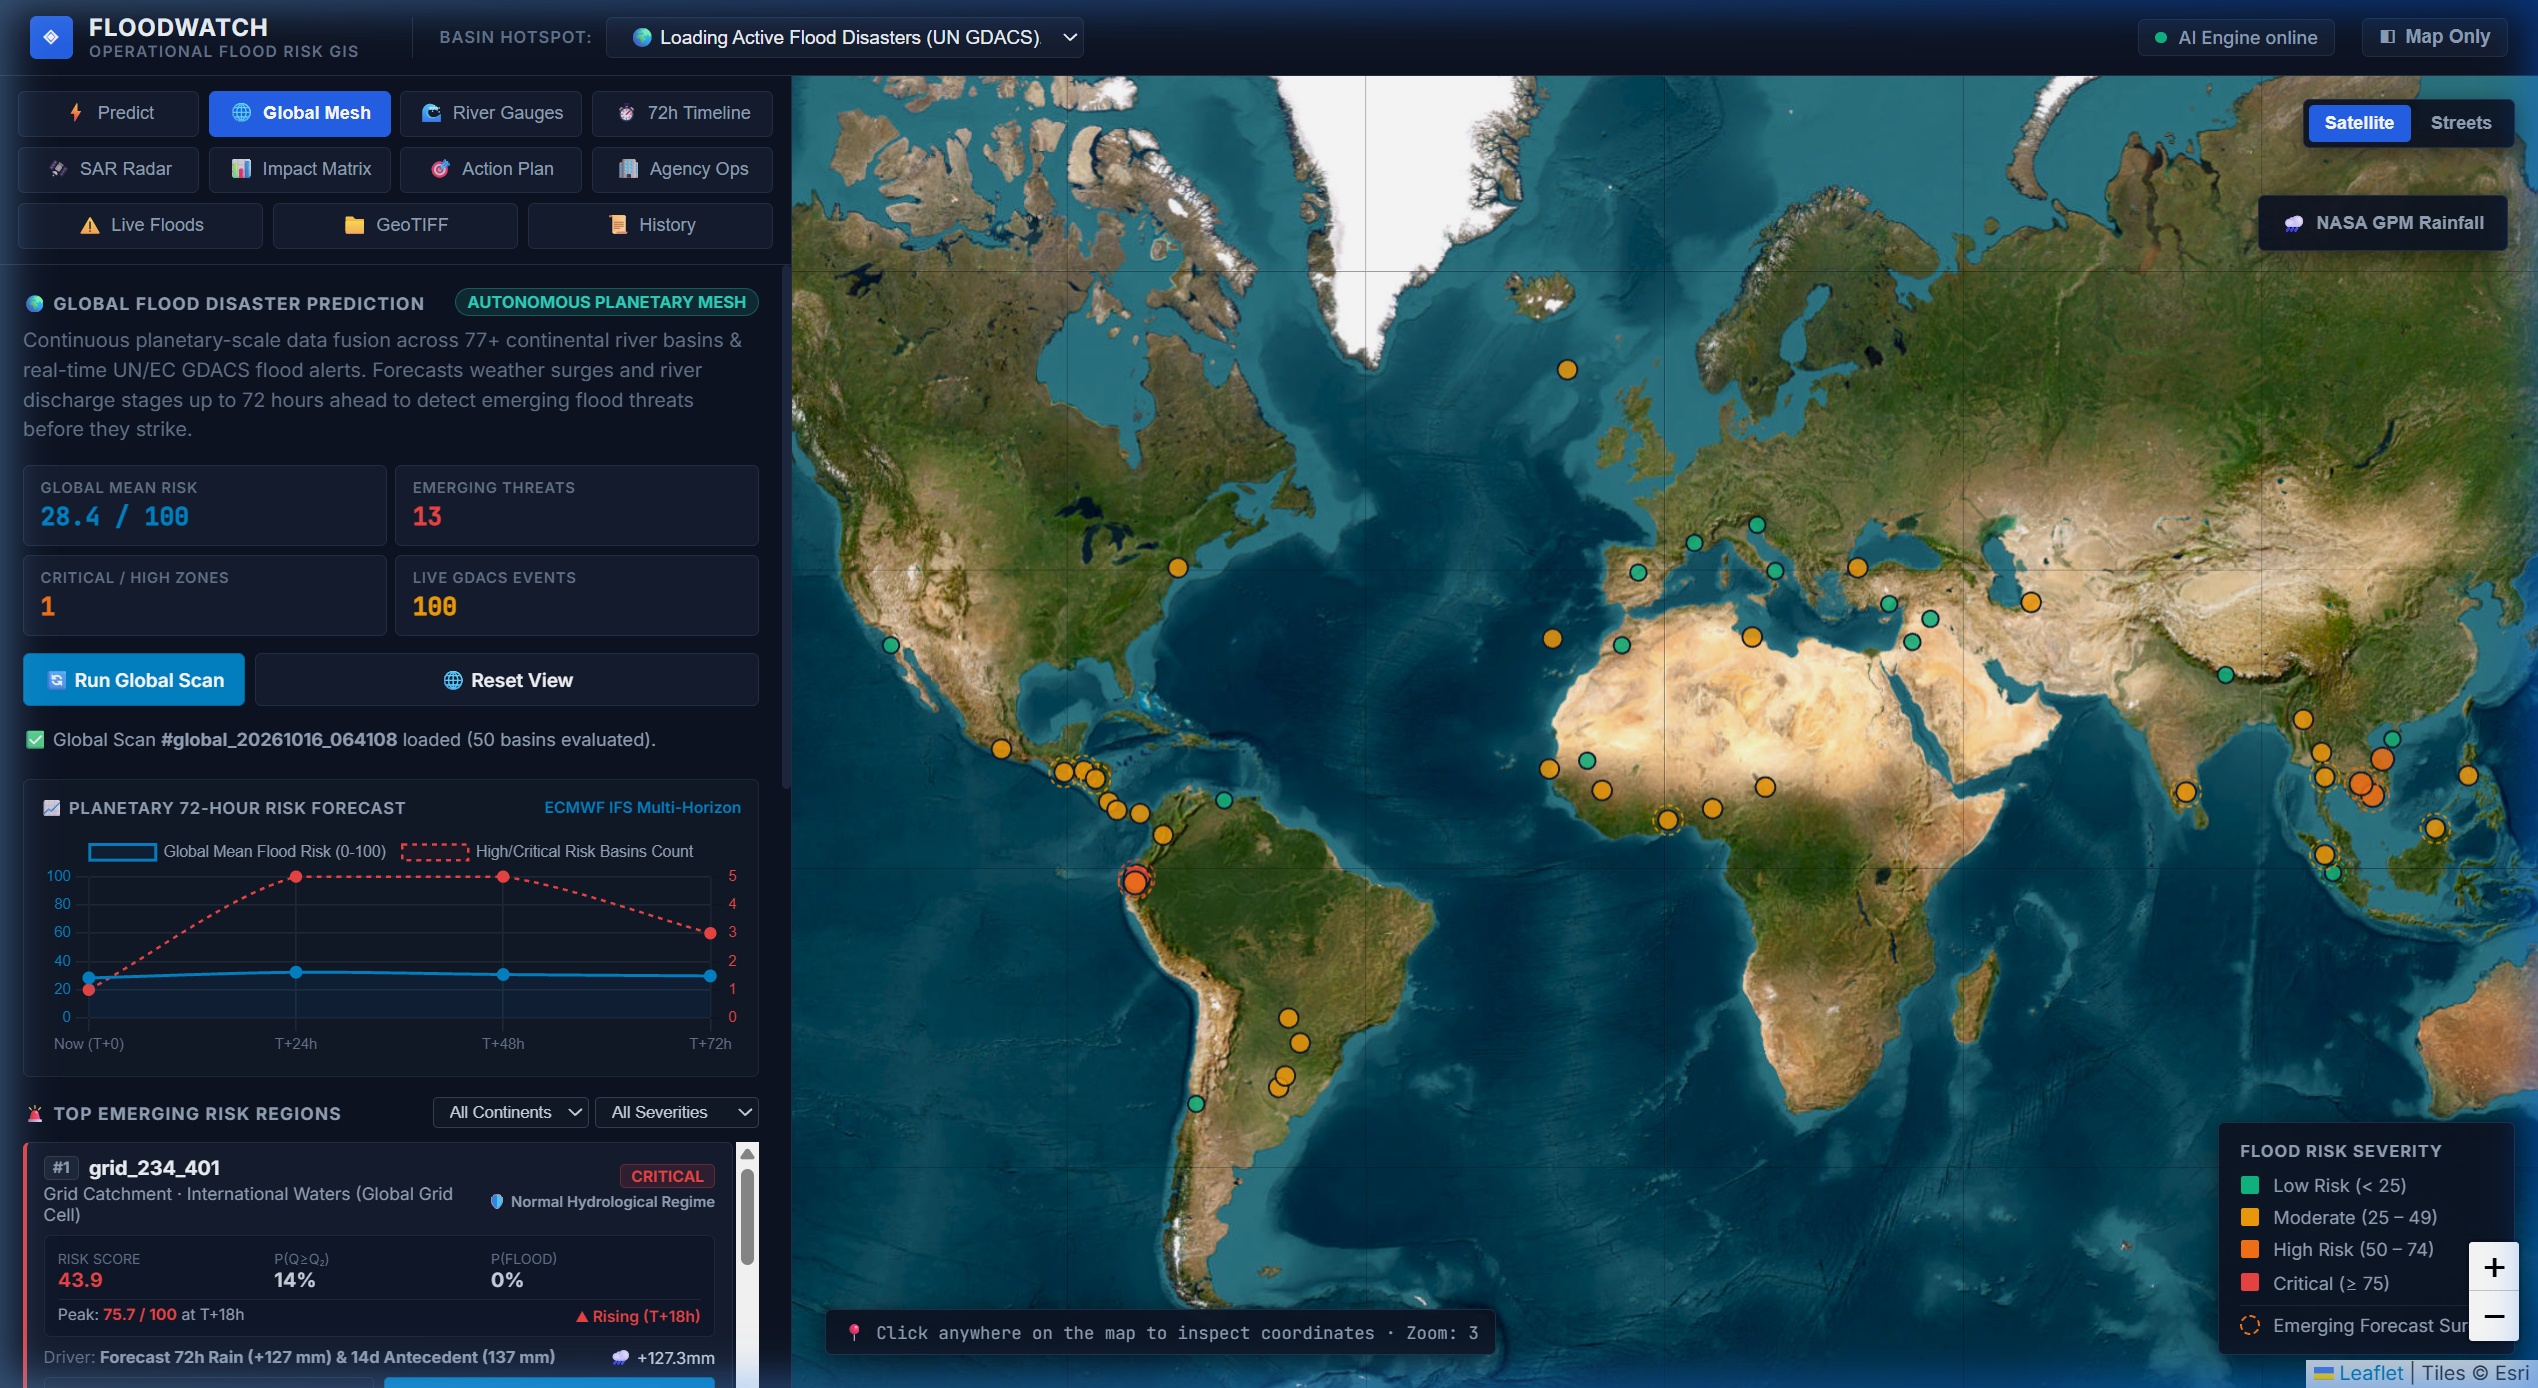 FLOODWATCH
OPERATIONAL FLOOD RISK GIS
BASIN HOTSPOT:
Loading Active Flood Disasters (UN GDACS).
AI Engine online
Map Only
Predict
Global Mesh
River Gauges
72h Timeline
SAR Radar
Impact Matrix
Action Plan
Agency Ops
Live Floods
GeoTIFF
History
Satellite
Streets
NASA GPM Rainfall
GLOBAL FLOOD DISASTER PREDICTION
AUTONOMOUS PLANETARY MESH
Continuous planetary-scale data fusion across 77+ continental river basins &
real-time UN/EC GDACS flood alerts. Forecasts weather surges and river
discharge stages up to 72 hours ahead to detect emerging flood threats
before they strike.
GLOBAL MEAN RISK
28.4 / 100
EMERGING THREATS
13
CRITICAL / HIGH ZONES
1
LIVE GDACS EVENTS
100
Run Global Scan
Reset View
Global Scan #global_20261016_064108 loaded (50 basins evaluated).
PLANETARY 72-HOUR RISK FORECAST
ECMWF IFS Multi-Horizon
Global Mean Flood Risk (0-100)
High/Critical Risk Basins Count
100
80
60
40
20
0
5
4
3
2
1
0
Now (T+0)
T+24h
T+48h
T+72h
TOP EMERGING RISK REGIONS
All Continents
All Severities
#1 grid_234_401
CRITICAL
Grid Catchment · International Waters (Global Grid
Cell)
Normal Hydrological Regime
RISK SCORE
43.9
P(Q≥Q₂)
14%
P(FLOOD)
0%
Peak: 75.7 / 100 at T+18h
▲ Rising (T+18h)
Driver: Forecast 72h Rain (+127 mm) & 14d Antecedent (137 mm)
+127.3mm
Click anywhere on the map to inspect coordinates · Zoom: 3
FLOOD RISK SEVERITY
Low Risk (< 25)
Moderate (25 – 49)
High Risk (50 – 74)
Critical (≥ 75)
Emerging Forecast Sur
+
−
Leaflet | Tiles © Esri